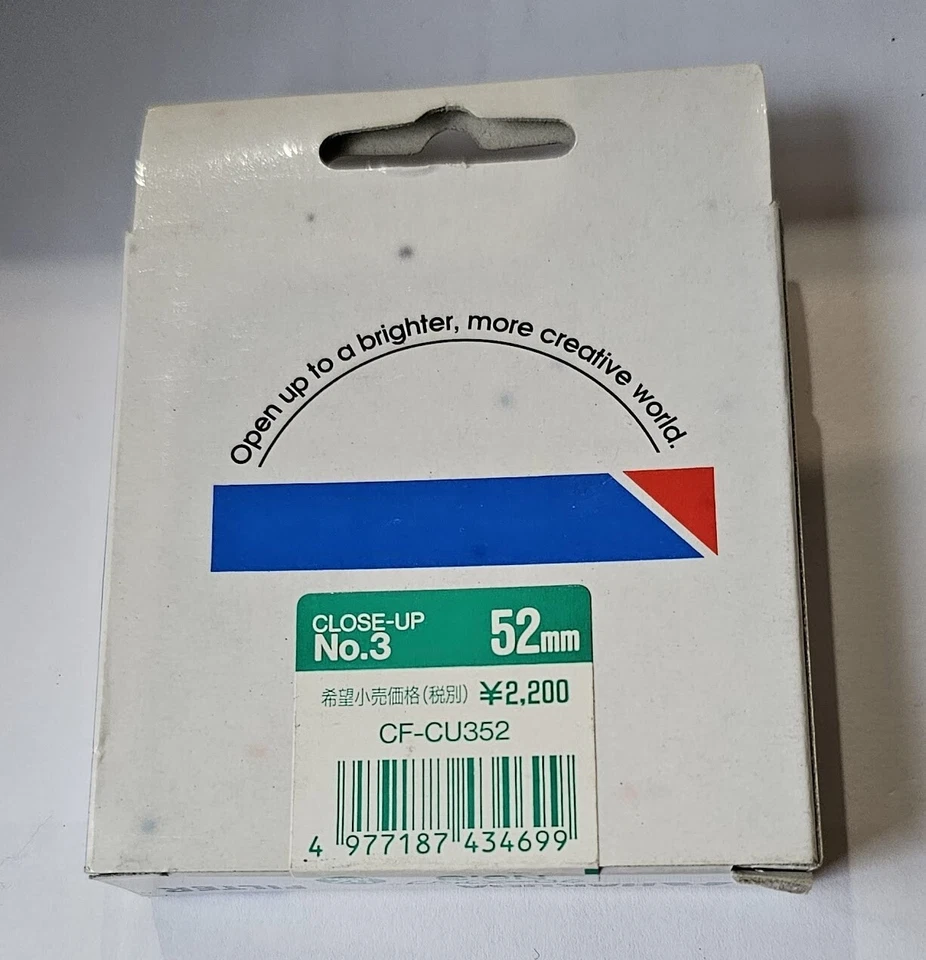 Open up to a brighter, more creative world.
CLOSE-UP
No.3
52mm
希望小売価格(税別) ¥2,200
CF-CU352
4 977187 434699
FILTER